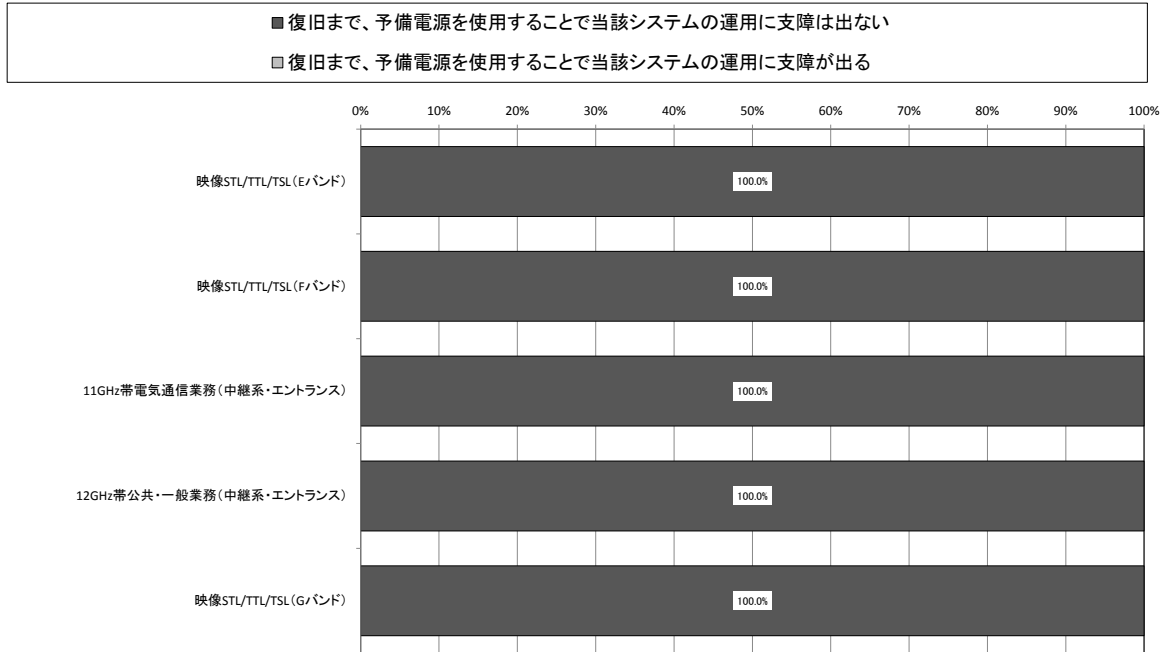 ■復旧まで、予備電源を使用することで当該システムの運用に支障は出ない
■復旧まで、予備電源を使用することで当該システムの運用に支障が出る
0% 10% 20% 30% 40% 50% 60% 70% 80% 90% 100%
映像STL/TTL/TSL(Eバンド) 100.0%
映像STL/TTL/TSL(Fバンド) 100.0%
11GHz帯電気通信業務(中継系・エントランス) 100.0%
12GHz帯公共・一般業務(中継系・エントランス) 100.0%
映像STL/TTL/TSL(Gバンド) 100.0%